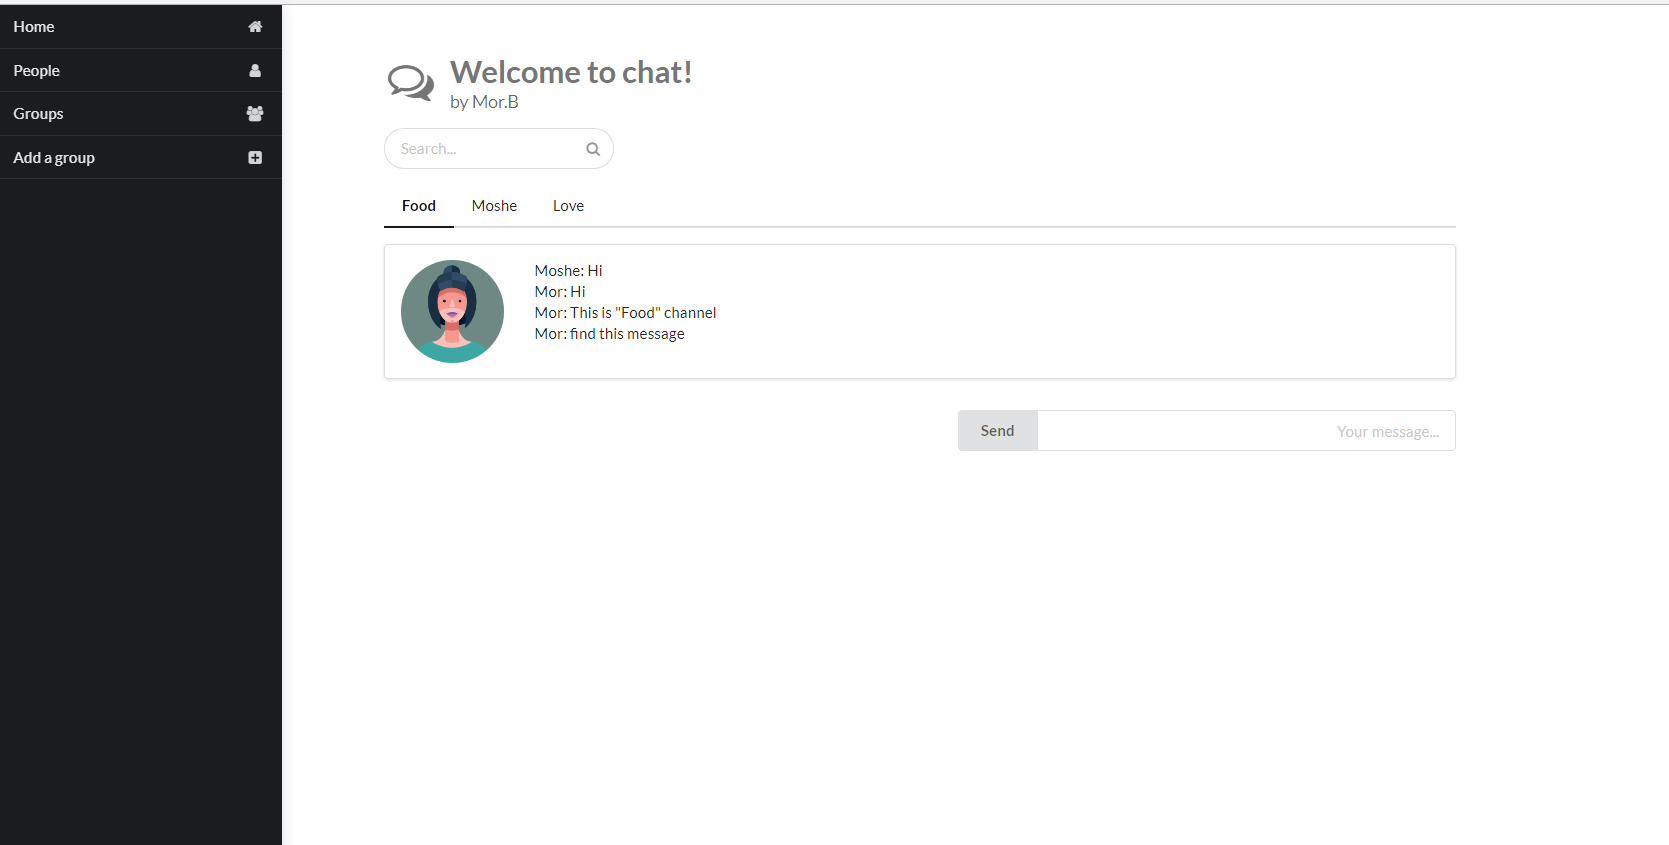 Home
People
Groups
Add a group
Welcome to chat!
by Mor.B
Search...
Food Moshe Love
Moshe: Hi
Mor: Hi
Mor: This is "Food" channel
Mor: find this message
Send Your message...